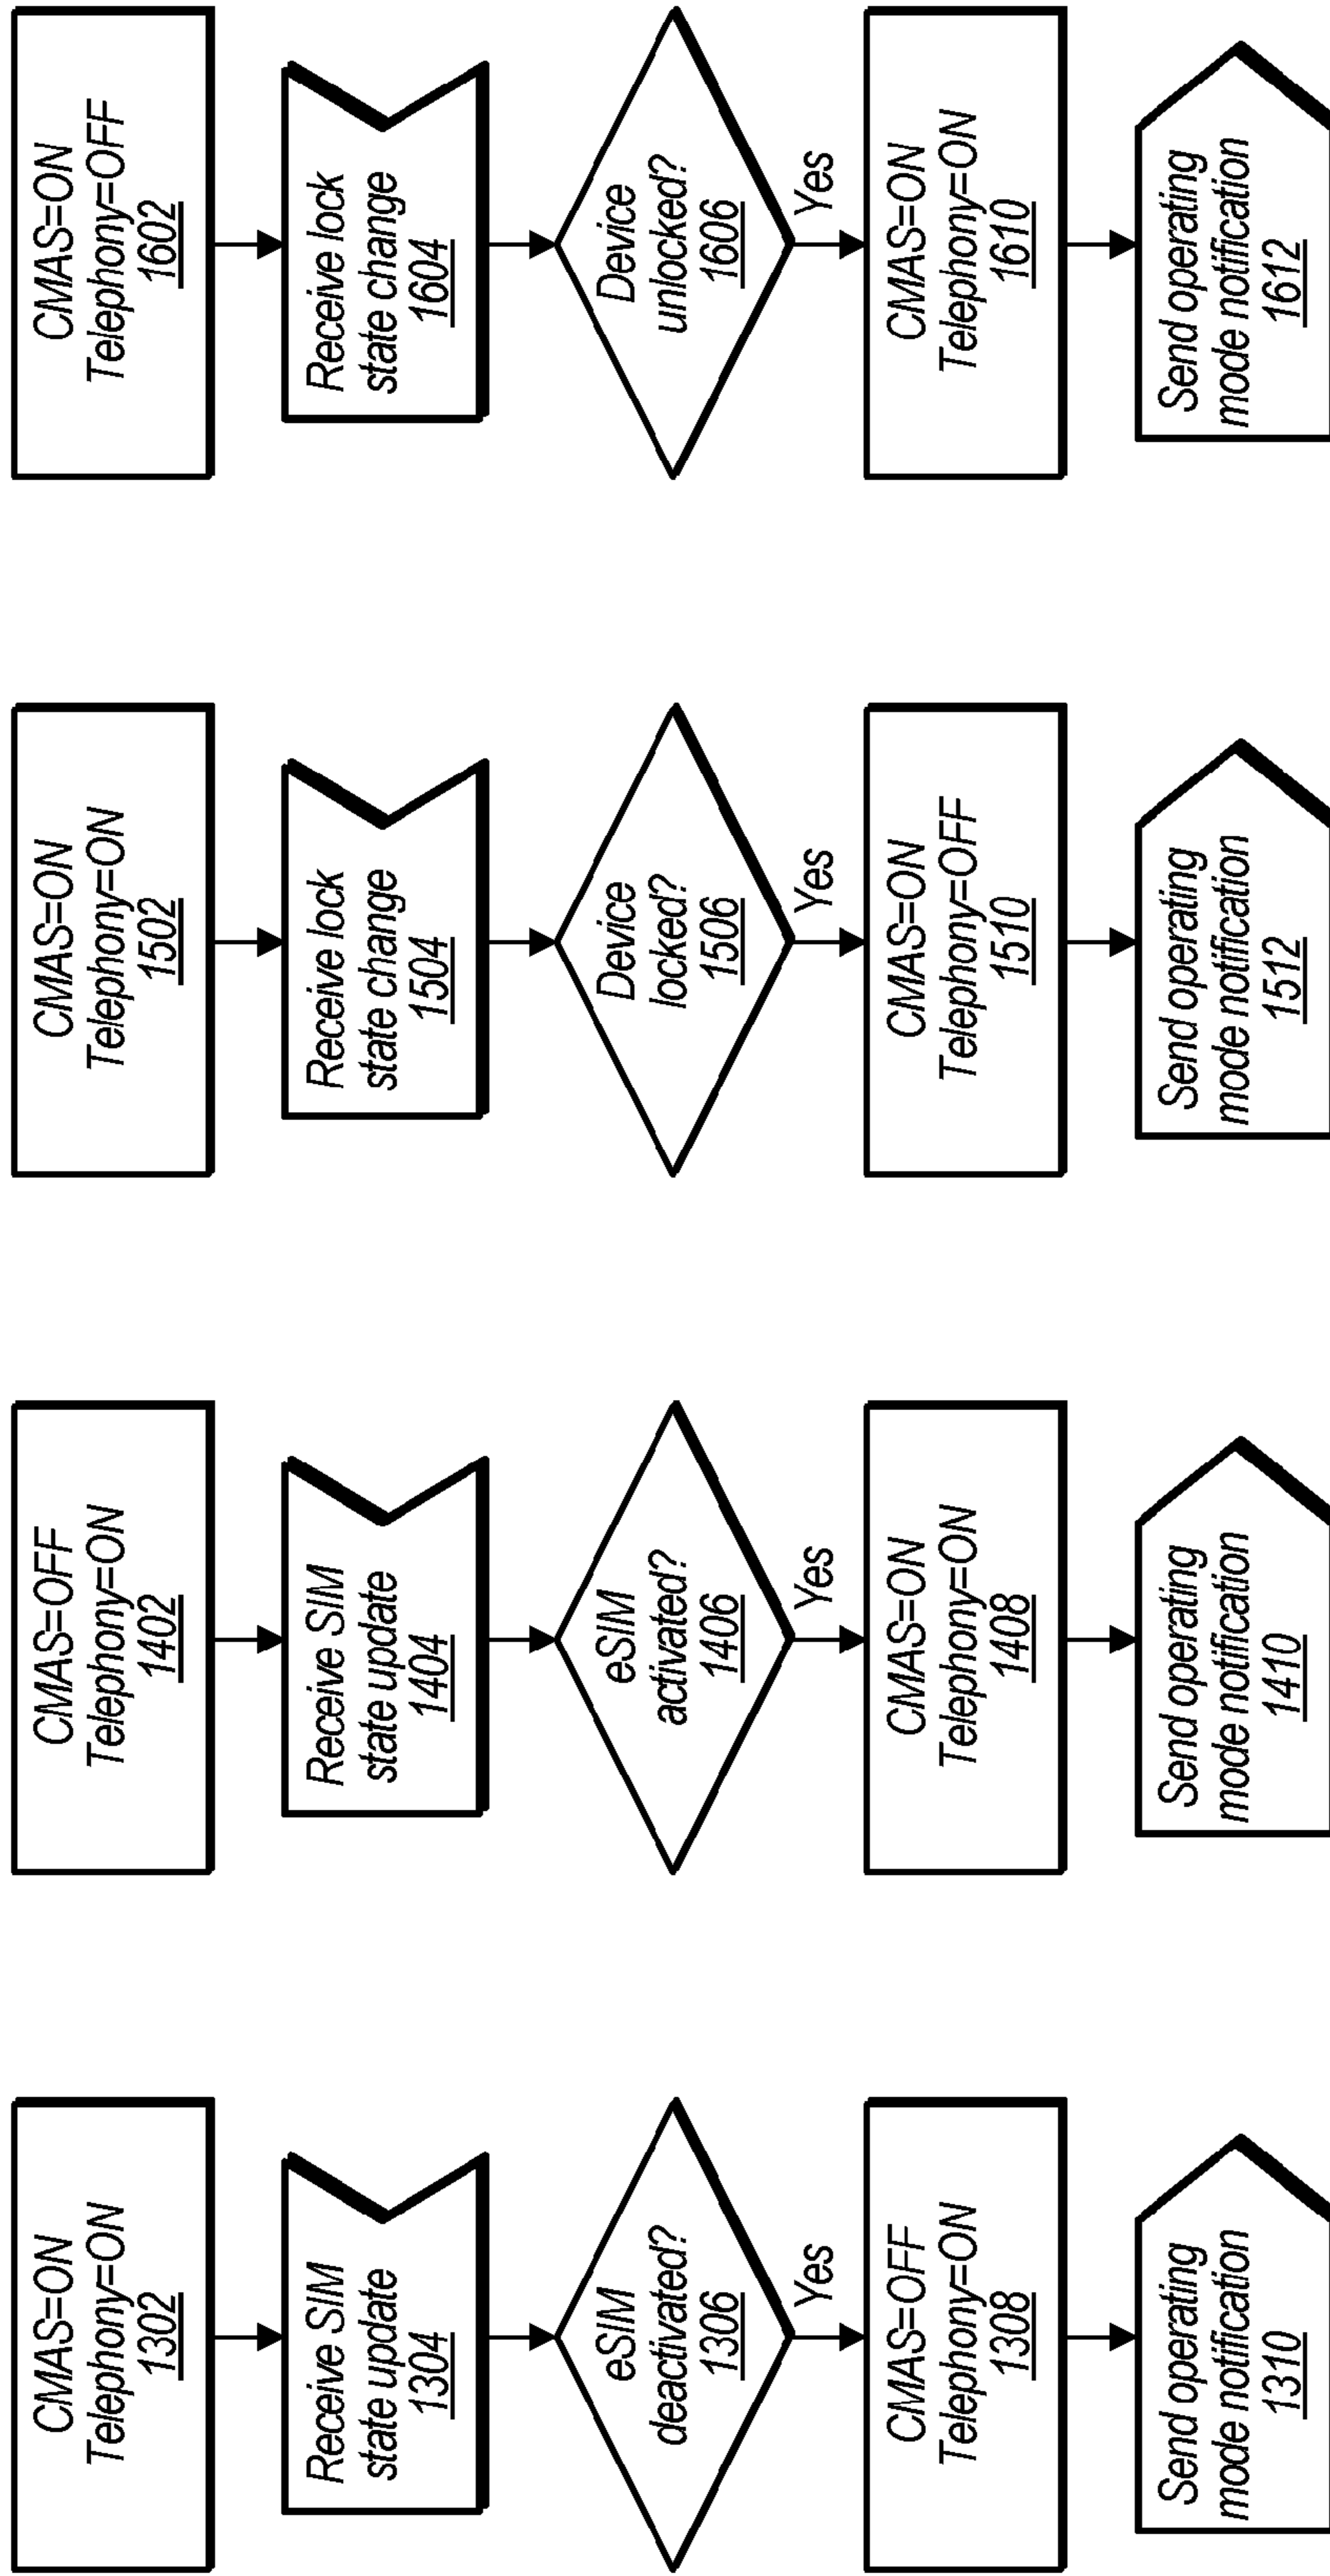 CMAS=ON
Telephony=ON
1302
Receive SIM
state update
1304
eSIM
deactivated?
1306
Yes
CMAS=OFF
Telephony=ON
1308
Send operating
mode notification
1310
CMAS=OFF
Telephony=ON
1402
Receive SIM
state update
1404
eSIM
activated?
1406
Yes
CMAS=ON
Telephony=ON
1408
Send operating
mode notification
1410
CMAS=ON
Telephony=ON
1502
Receive lock
state change
1504
Device
locked?
1506
Yes
CMAS=ON
Telephony=OFF
1510
Send operating
mode notification
1512
CMAS=ON
Telephony=OFF
1602
Receive lock
state change
1604
Device
unlocked?
1606
Yes
CMAS=ON
Telephony=ON
1610
Send operating
mode notification
1612